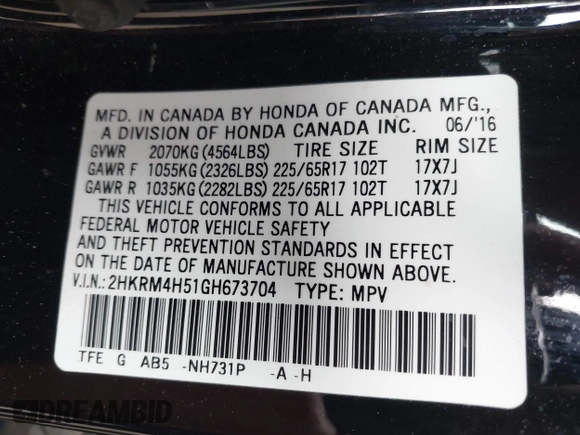 MFD. IN CANADA BY HONDA OF CANADA MFG.,
A DIVISION OF HONDA CANADA INC. 06/'16
GVWR 2070KG (4564LBS) TIRE SIZE RIM SIZE
GAWR F 1055KG (2326LBS) 225/65R17 102T 17X7J
GAWR R 1035KG (2282LBS) 225/65R17 102T 17X7J
THIS VEHICLE CONFORMS TO ALL APPLICABLE
FEDERAL MOTOR VEHICLE SAFETY
AND THEFT PREVENTION STANDARDS IN EFFECT
ON THE DATE OF MANUFACTURE SHOWN ABOVE.
V.I.N.: 2HKRM4H51GH673704 TYPE: MPV
TFE G AB5 -NH731P -A -H
DREAMBID